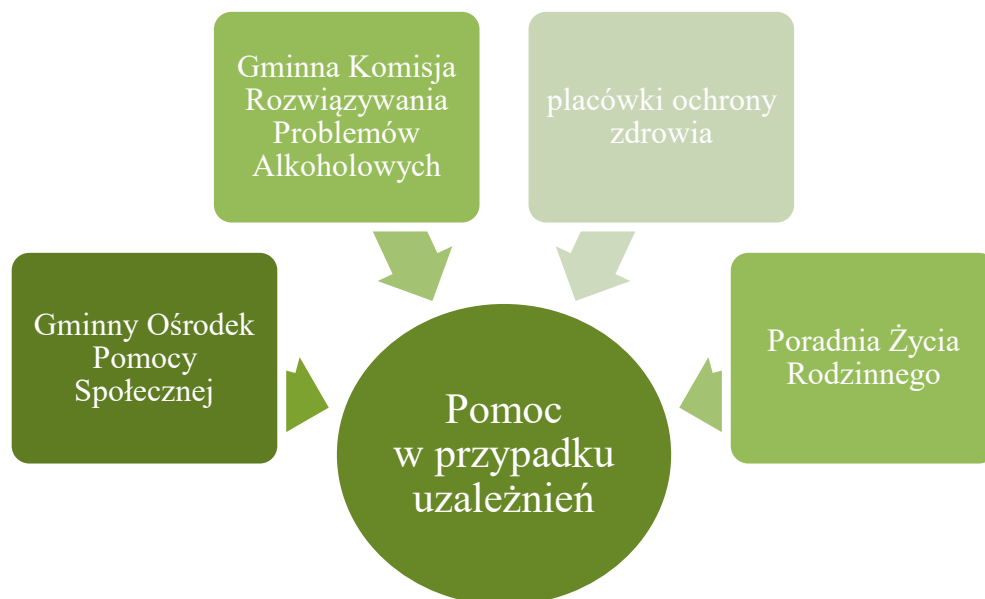 Gminna Komisja
Rozwiązywania
Problemów
Alkoholowych
placówki ochrony
zdrowia
Gminny Ośrodek
Pomocy
Społecznej
Poradnia Życia
Rodzinnego
Pomoc
w przypadku
uzależnień